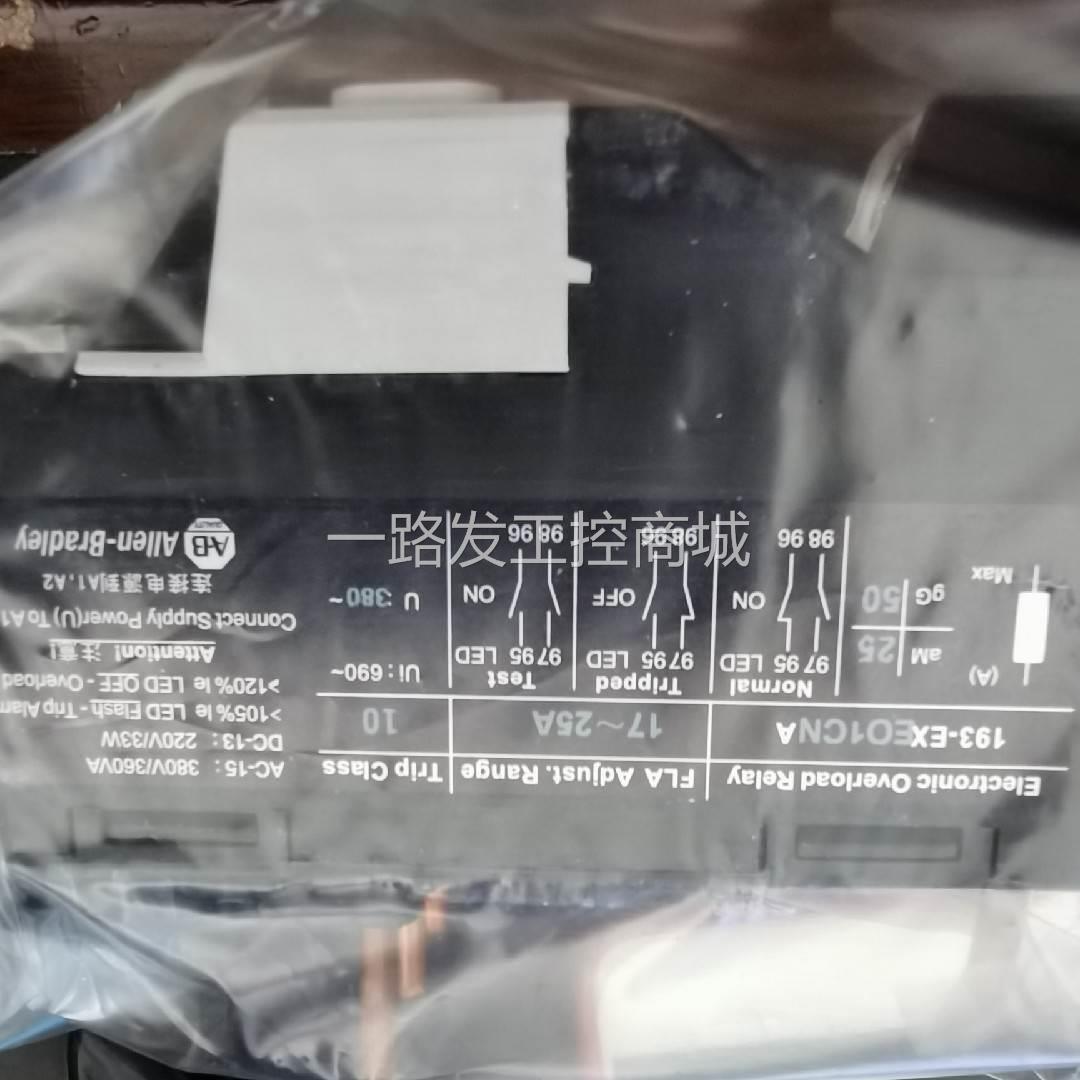 Electronic Overload Relay FLA Adjust. Range Trip Class
193-EXEO1CNA 17~25A 10
(A)
Max
aM 25
gG 50
Normal
97 95 LED
ON
98 96
Tripped
97 95 LED
OFF
98 96
Test
97 95 LED
ON
98 96
Ui: 690~
U 380~
AC-15: 380V/360VA
DC-13: 220V/33W
>105% Ie LED Flash - Trip Alarm
>120% Ie LED OFF - Overload
Attention! 注意!
Connect Supply Power(U) To A1
连接电源到A1.A2
AB QUALITY Allen-Bradley
一路发工控商城